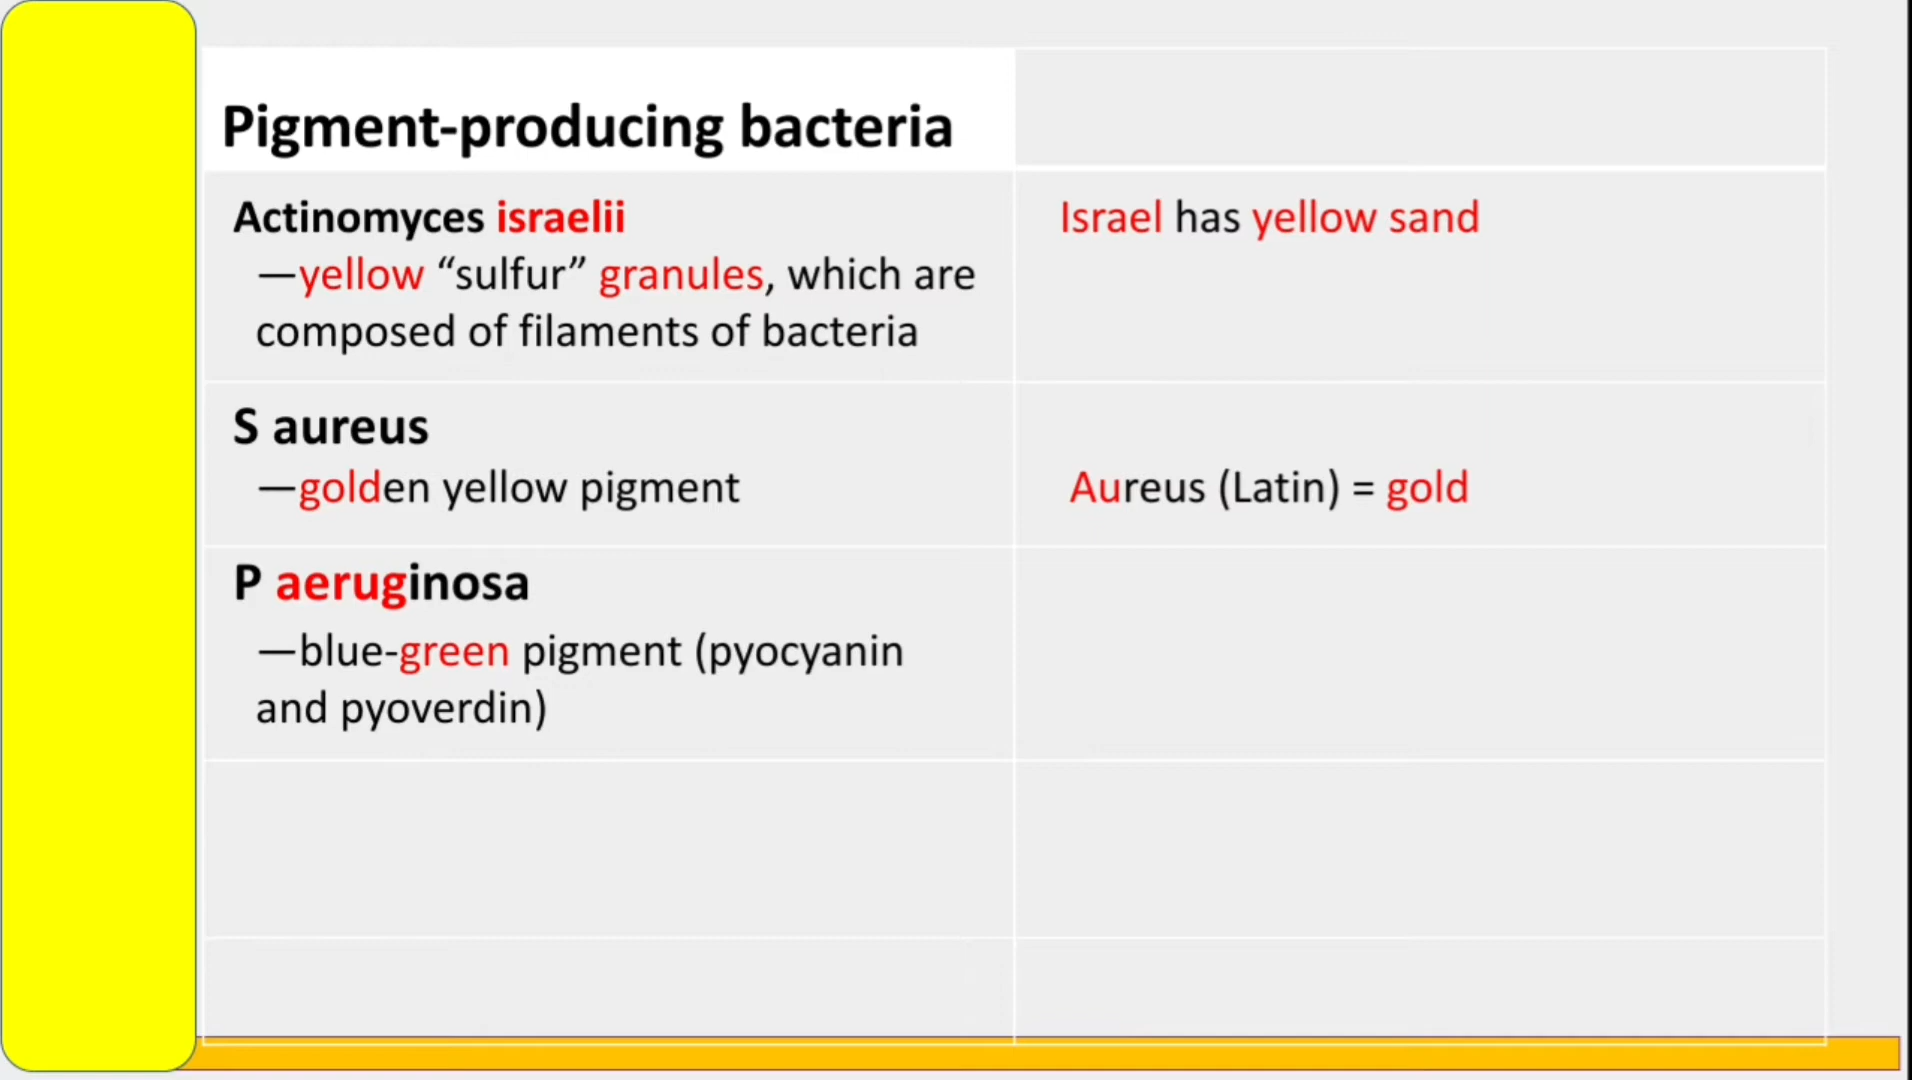 Pigment-producing bacteria
Actinomyces israelii
Israel has yellow sand
—yellow “sulfur” granules, which are
composed of filaments of bacteria
S aureus
—golden yellow pigment
Aureus (Latin) = gold
P aeruginosa
—blue-green pigment (pyocyanin
and pyoverdin)